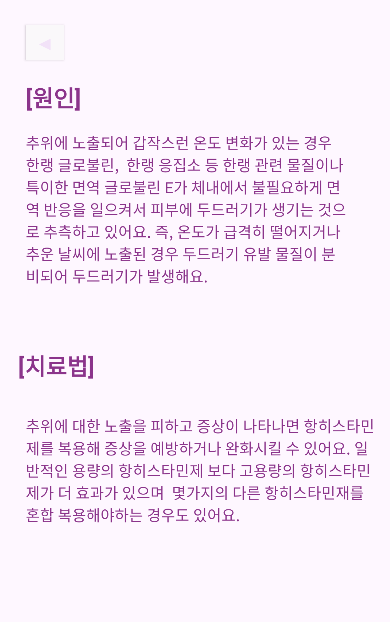 [원인]
추위에 노출되어 갑작스런 온도 변화가 있는 경우
한랭 글로불린,  한랭 응집소 등 한랭 관련 물질이나
특이한 면역 글로불린 E가 체내에서 불필요하게 면
역 반응을 일으켜서 피부에 두드러기가 생기는 것으
로 추측하고 있어요. 즉, 온도가 급격히 떨어지거나
추운 날씨에 노출된 경우 두드러기 유발 물질이 분
비되어 두드러기가 발생해요.
[치료법]
추위에 대한 노출을 피하고 증상이 나타나면 항히스타민
제를 복용해 증상을 예방하거나 완화시킬 수 있어요. 일
반적인 용량의 항히스타민제 보다 고용량의 항히스타민
제가 더 효과가 있으며  몇가지의 다른 항히스타민재를
혼합 복용해야하는 경우도 있어요.